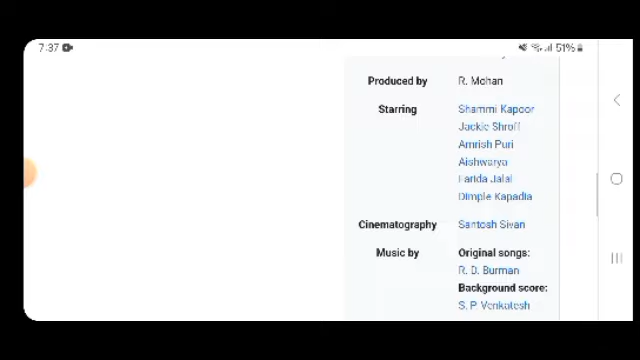 7:37 51%
Produced by R. Mohan
Starring Shammi Kapoor
Jackie Shroff
Amrish Puri
Aishwarya
Farida Jalal
Dimple Kapadia
Cinematography Santosh Sivan
Music by Original songs:
R. D. Burman
Background score:
S. P. Venkatesh